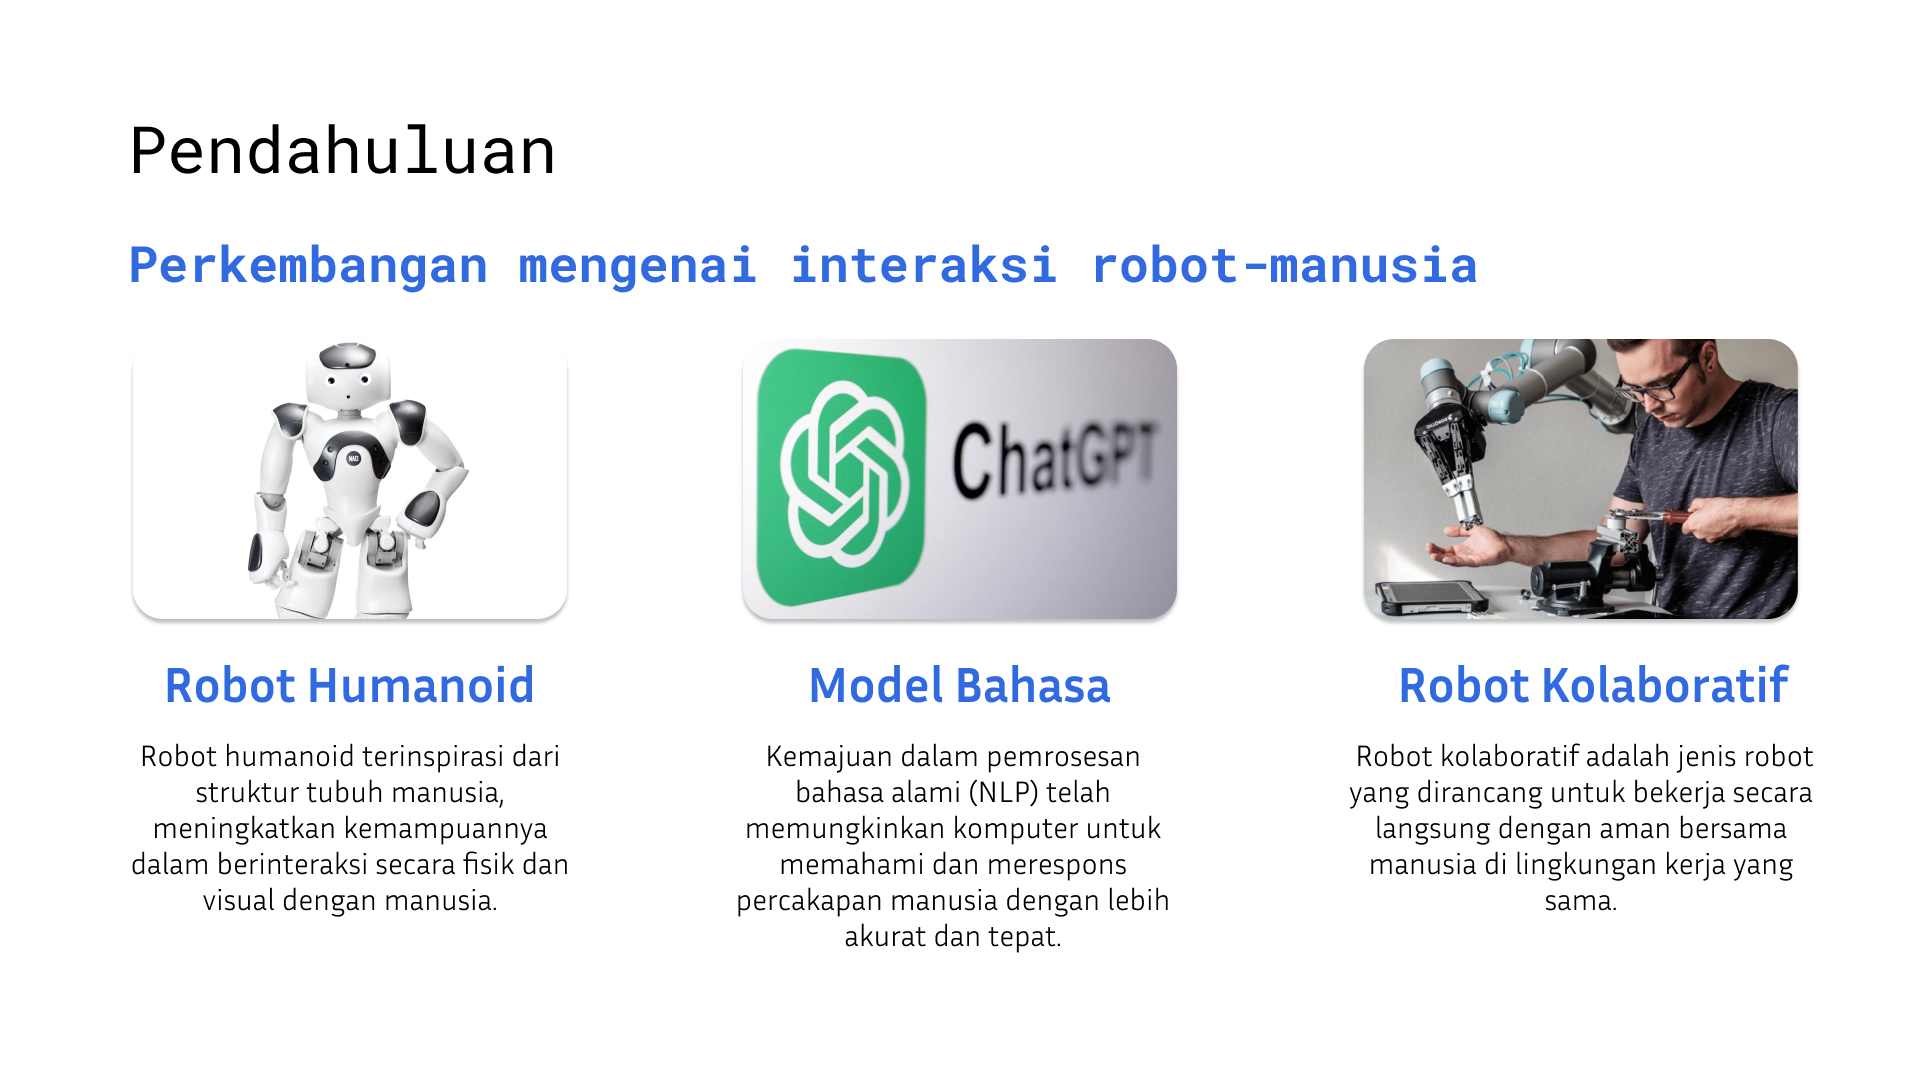 Pendahuluan
Perkembangan mengenai interaksi robot-manusia
NAO
ChatGPT
Robot Humanoid
Robot humanoid terinspirasi dari
struktur tubuh manusia,
meningkatkan kemampuannya
dalam berinteraksi secara fisik dan
visual dengan manusia.
Model Bahasa
Kemajuan dalam pemrosesan
bahasa alami (NLP) telah
memungkinkan komputer untuk
memahami dan merespons
percakapan manusia dengan lebih
akurat dan tepat.
Robot Kolaboratif
Robot kolaboratif adalah jenis robot
yang dirancang untuk bekerja secara
langsung dengan aman bersama
manusia di lingkungan kerja yang
sama.